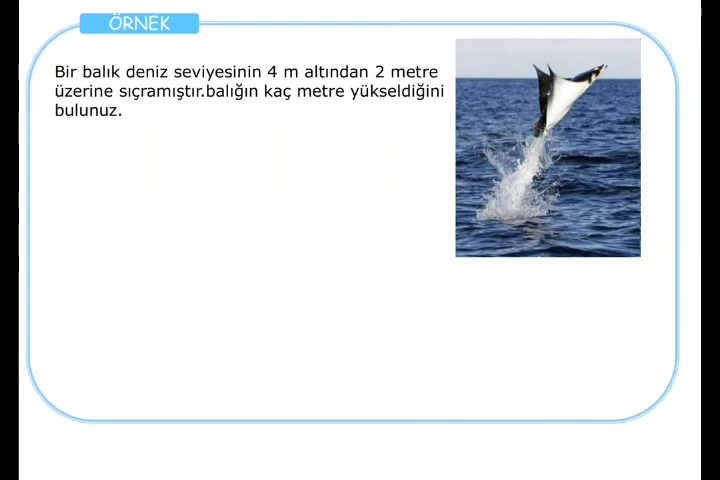 ÖRNEK
Bir balık deniz seviyesinin 4 m altından 2 metre
üzerine sıçramıştır.balığın kaç metre yükseldiğini
bulunuz.